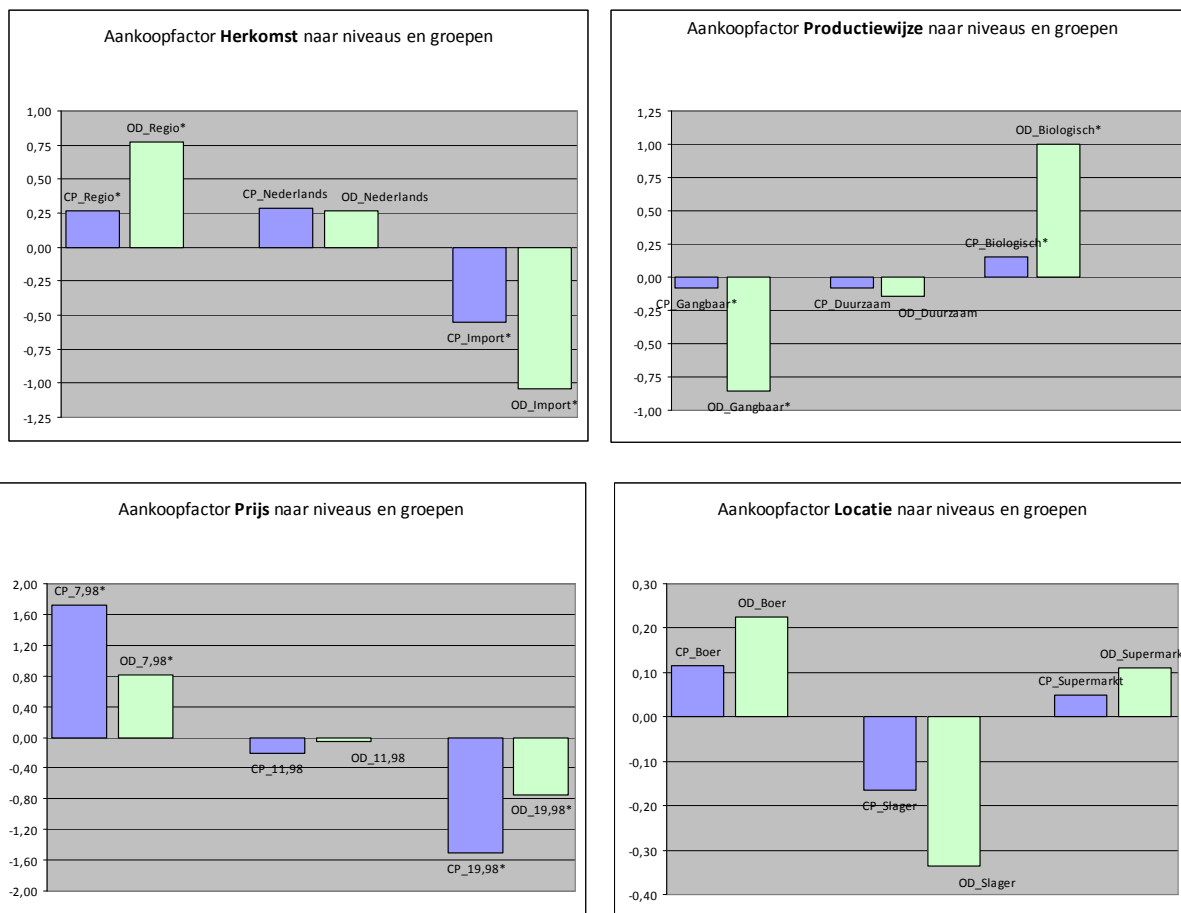 Aankoopfactor Herkomst naar niveaus en groepen
1,00
0,75
0,50
0,25
0,00
-0,25
-0,50
-0,75
-1,00
-1,25
OD_Regio*
CP_Regio*
CP_Nederlands
OD_Nederlands
CP_Import*
OD_Import*
Aankoopfactor Productiewijze naar niveaus en groepen
1,25
1,00
0,75
0,50
0,25
0,00
-0,25
-0,50
-0,75
-1,00
OD_Biologisch*
CP_Biologisch*
CP_Gangbaar*
CP_Duurzaam
OD_Duurzaam
OD_Gangbaar*
Aankoopfactor Prijs naar niveaus en groepen
2,00
1,60
1,20
0,80
0,40
0,00
-0,40
-0,80
-1,20
-1,60
-2,00
CP_7,98*
OD_7,98*
CP_11,98
OD_11,98
OD_19,98*
CP_19,98*
Aankoopfactor Locatie naar niveaus en groepen
0,30
0,20
0,10
0,00
-0,10
-0,20
-0,30
-0,40
OD_Boer
CP_Boer
OD_Supermarkt
CP_Supermarkt
CP_Slager
OD_Slager